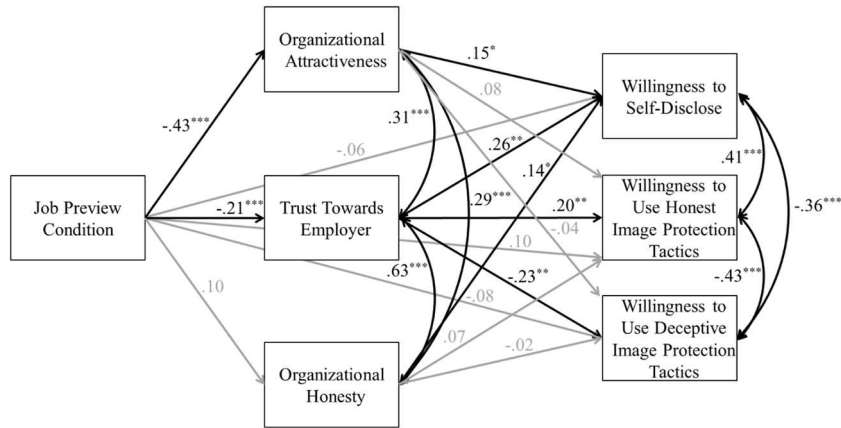 Organizational
Attractiveness
.15*
Willingness to
Self-Disclose
.08
-.43***
.31***
-.06
.26**
.14*
.41***
Job Preview
Condition
-.21***
Trust Towards
Employer
.29***
.20**
Willingness to
Use Honest
Image Protection
Tactics
-.36***
-.04
.10
.63***
-.23**
-.43***
.10
-.08
Willingness to
Use Deceptive
Image Protection
Tactics
.07
-.02
Organizational
Honesty